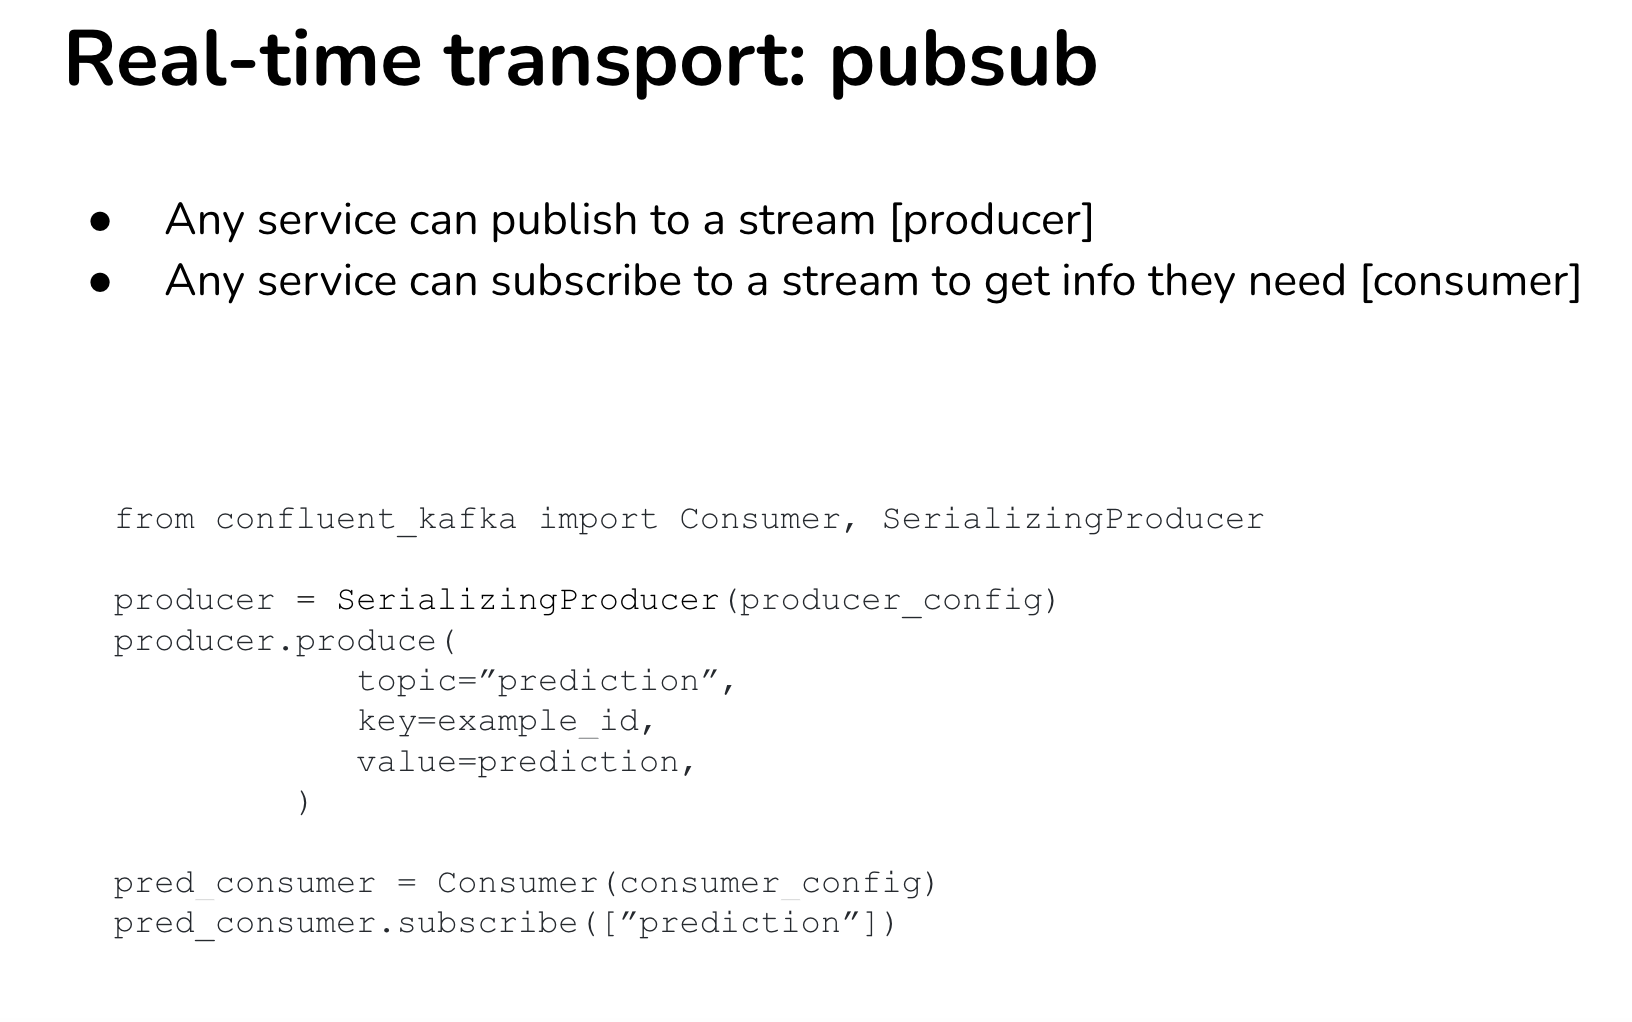 Real-time transport: pubsub
● Any service can publish to a stream [producer]
● Any service can subscribe to a stream to get info they need [consumer]
from confluent_kafka import Consumer, SerializingProducer
producer = SerializingProducer(producer_config)
producer.produce(
topic=”prediction”,
key=example_id,
value=prediction,
)
pred_consumer = Consumer(consumer_config)
pred_consumer.subscribe([”prediction”])